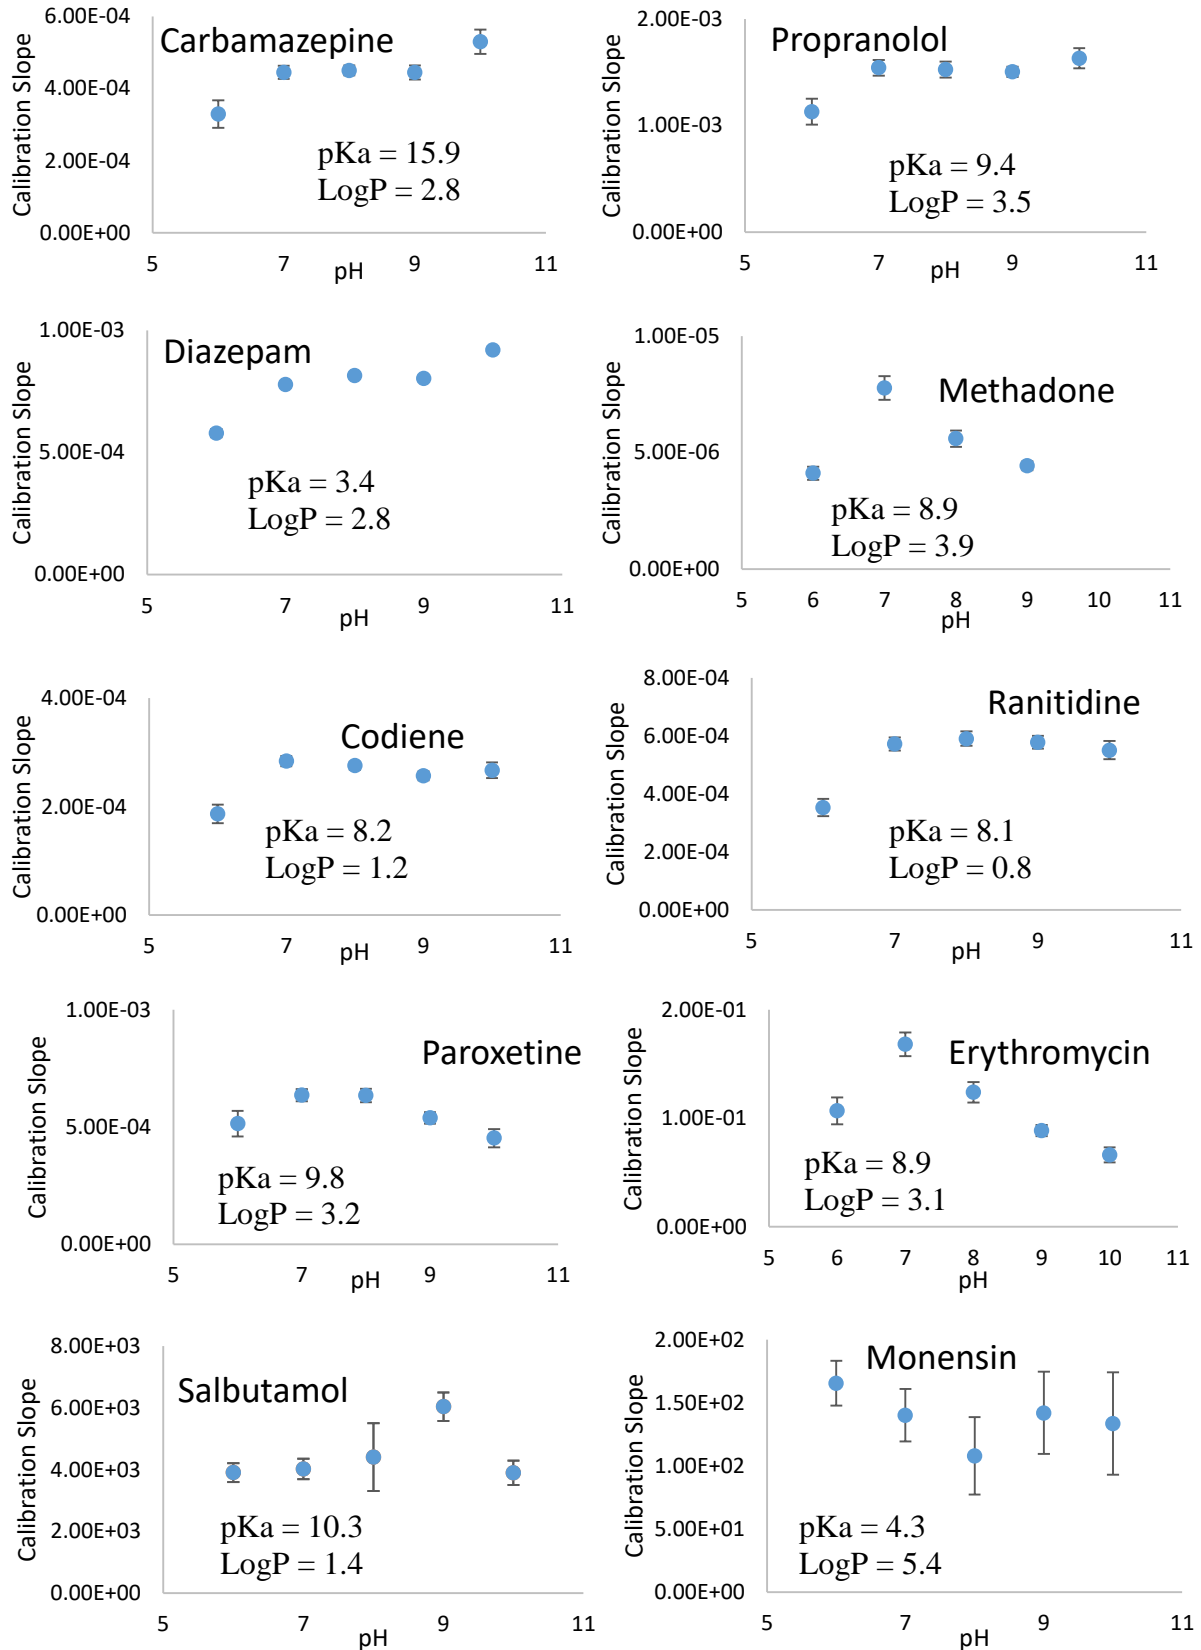 Carbamazepine
Calibration Slope
6.00E-04
4.00E-04
2.00E-04
0.00E+00
pKa = 15.9
LogP = 2.8
5 7 9 11
pH
Propranolol
Calibration Slope
2.00E-03
1.00E-03
0.00E+00
pKa = 9.4
LogP = 3.5
5 7 9 11
pH
Diazepam
Calibration Slope
1.00E-03
5.00E-04
0.00E+00
pKa = 3.4
LogP = 2.8
5 7 9 11
pH
Methadone
Calibration Slope
1.00E-05
5.00E-06
0.00E+00
pKa = 8.9
LogP = 3.9
5 6 7 8 9 10 11
pH
Codiene
Calibration Slope
4.00E-04
2.00E-04
0.00E+00
pKa = 8.2
LogP = 1.2
5 7 9 11
pH
Ranitidine
Calibration Slope
8.00E-04
6.00E-04
4.00E-04
2.00E-04
0.00E+00
pKa = 8.1
LogP = 0.8
5 7 9 11
pH
Paroxetine
Calibration Slope
1.00E-03
5.00E-04
0.00E+00
pKa = 9.8
LogP = 3.2
5 7 9 11
pH
Erythromycin
Calibration Slope
2.00E-01
1.00E-01
0.00E+00
pKa = 8.9
LogP = 3.1
5 6 7 8 9 10 11
pH
Salbutamol
Calibration Slope
8.00E+03
6.00E+03
4.00E+03
2.00E+03
0.00E+00
pKa = 10.3
LogP = 1.4
5 7 9 11
pH
Monensin
Calibration Slope
2.00E+02
1.50E+02
1.00E+02
5.00E+01
0.00E+00
pKa = 4.3
LogP = 5.4
5 7 9 11
pH